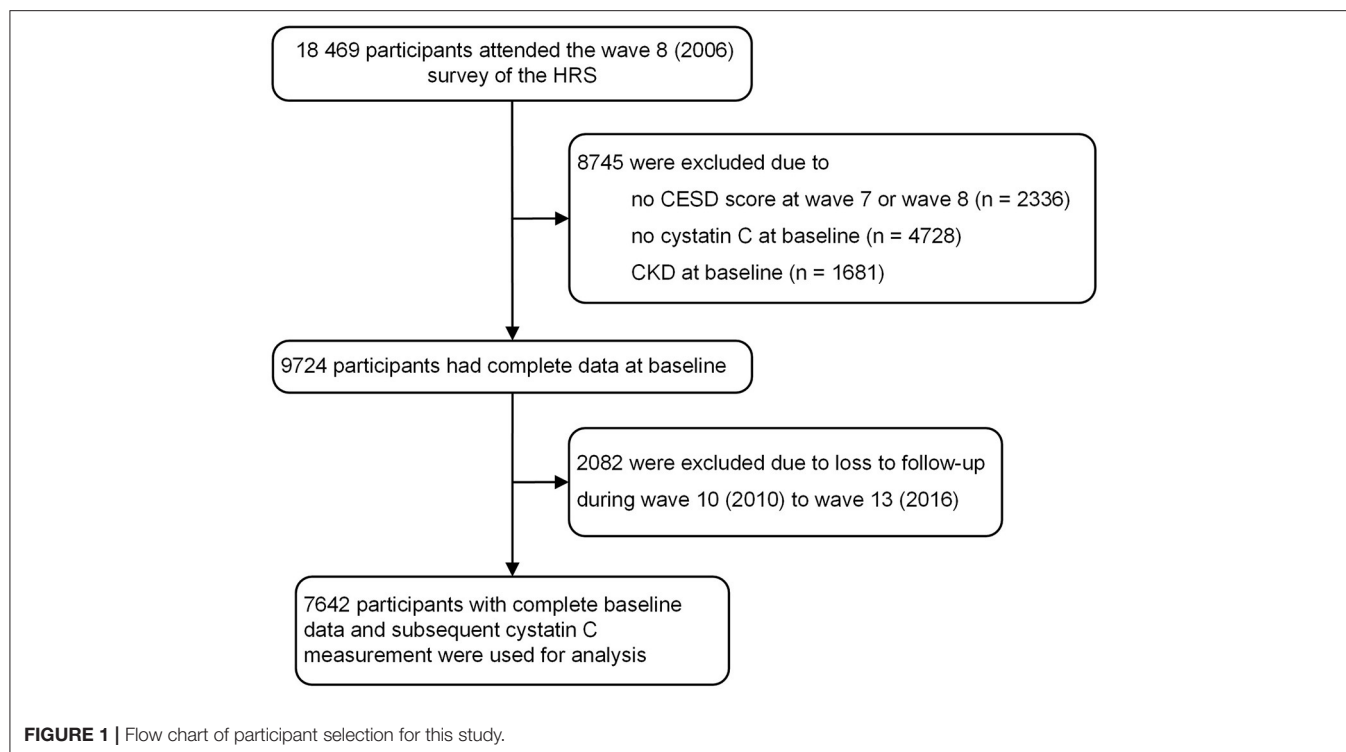 18 469 participants attended the wave 8 (2006)
survey of the HRS
8745 were excluded due to
no CESD score at wave 7 or wave 8 (n = 2336)
no cystatin C at baseline (n = 4728)
CKD at baseline (n = 1681)
9724 participants had complete data at baseline
2082 were excluded due to loss to follow-up
during wave 10 (2010) to wave 13 (2016)
7642 participants with complete baseline
data and subsequent cystatin C
measurement were used for analysis
FIGURE 1 | Flow chart of participant selection for this study.